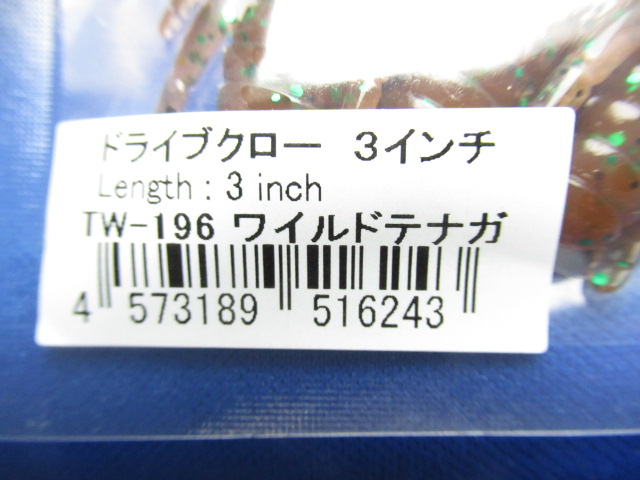 ドライブクロー 3インチ
Length : 3 inch
TW-196 ワイルドテナガ
4 573189 516243